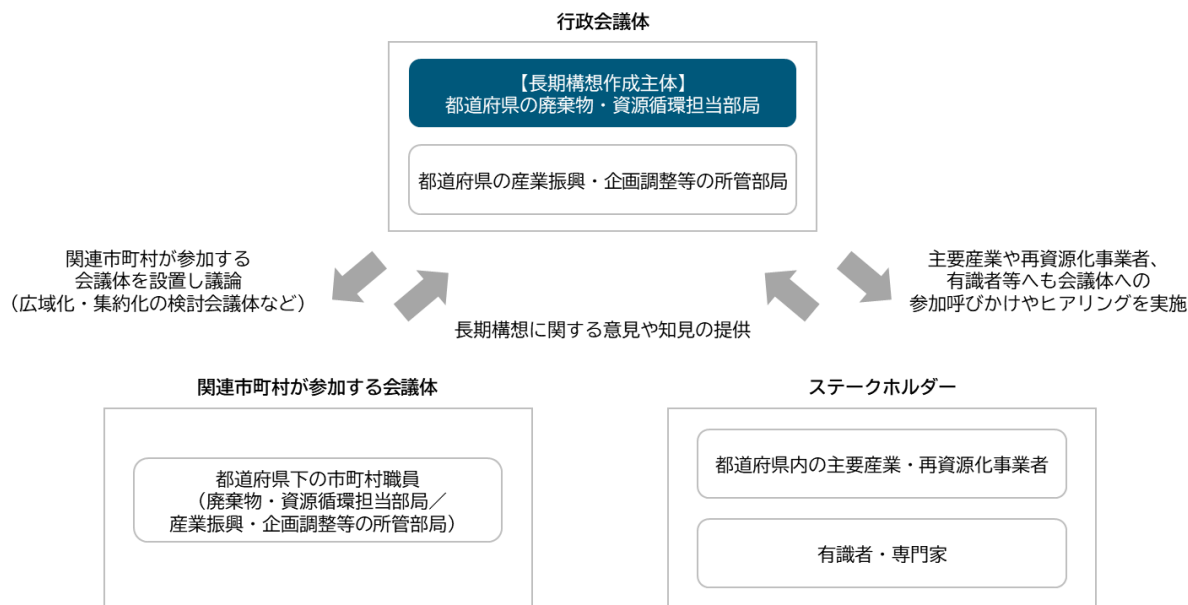 行政会議体
【長期構想作成主体】
都道府県の廃棄物・資源循環担当部局
都道府県の産業振興・企画調整等の所管部局
関連市町村が参加する
会議体を設置し議論
（広域化・集約化の検討会議体など）
主要産業や再資源化事業者、
有識者等へも会議体への
参加呼びかけやヒアリングを実施
長期構想に関する意見や知見の提供
関連市町村が参加する会議体
都道府県下の市町村職員
（廃棄物・資源循環担当部局／
産業振興・企画調整等の所管部局）
ステークホルダー
都道府県内の主要産業・再資源化事業者
有識者・専門家